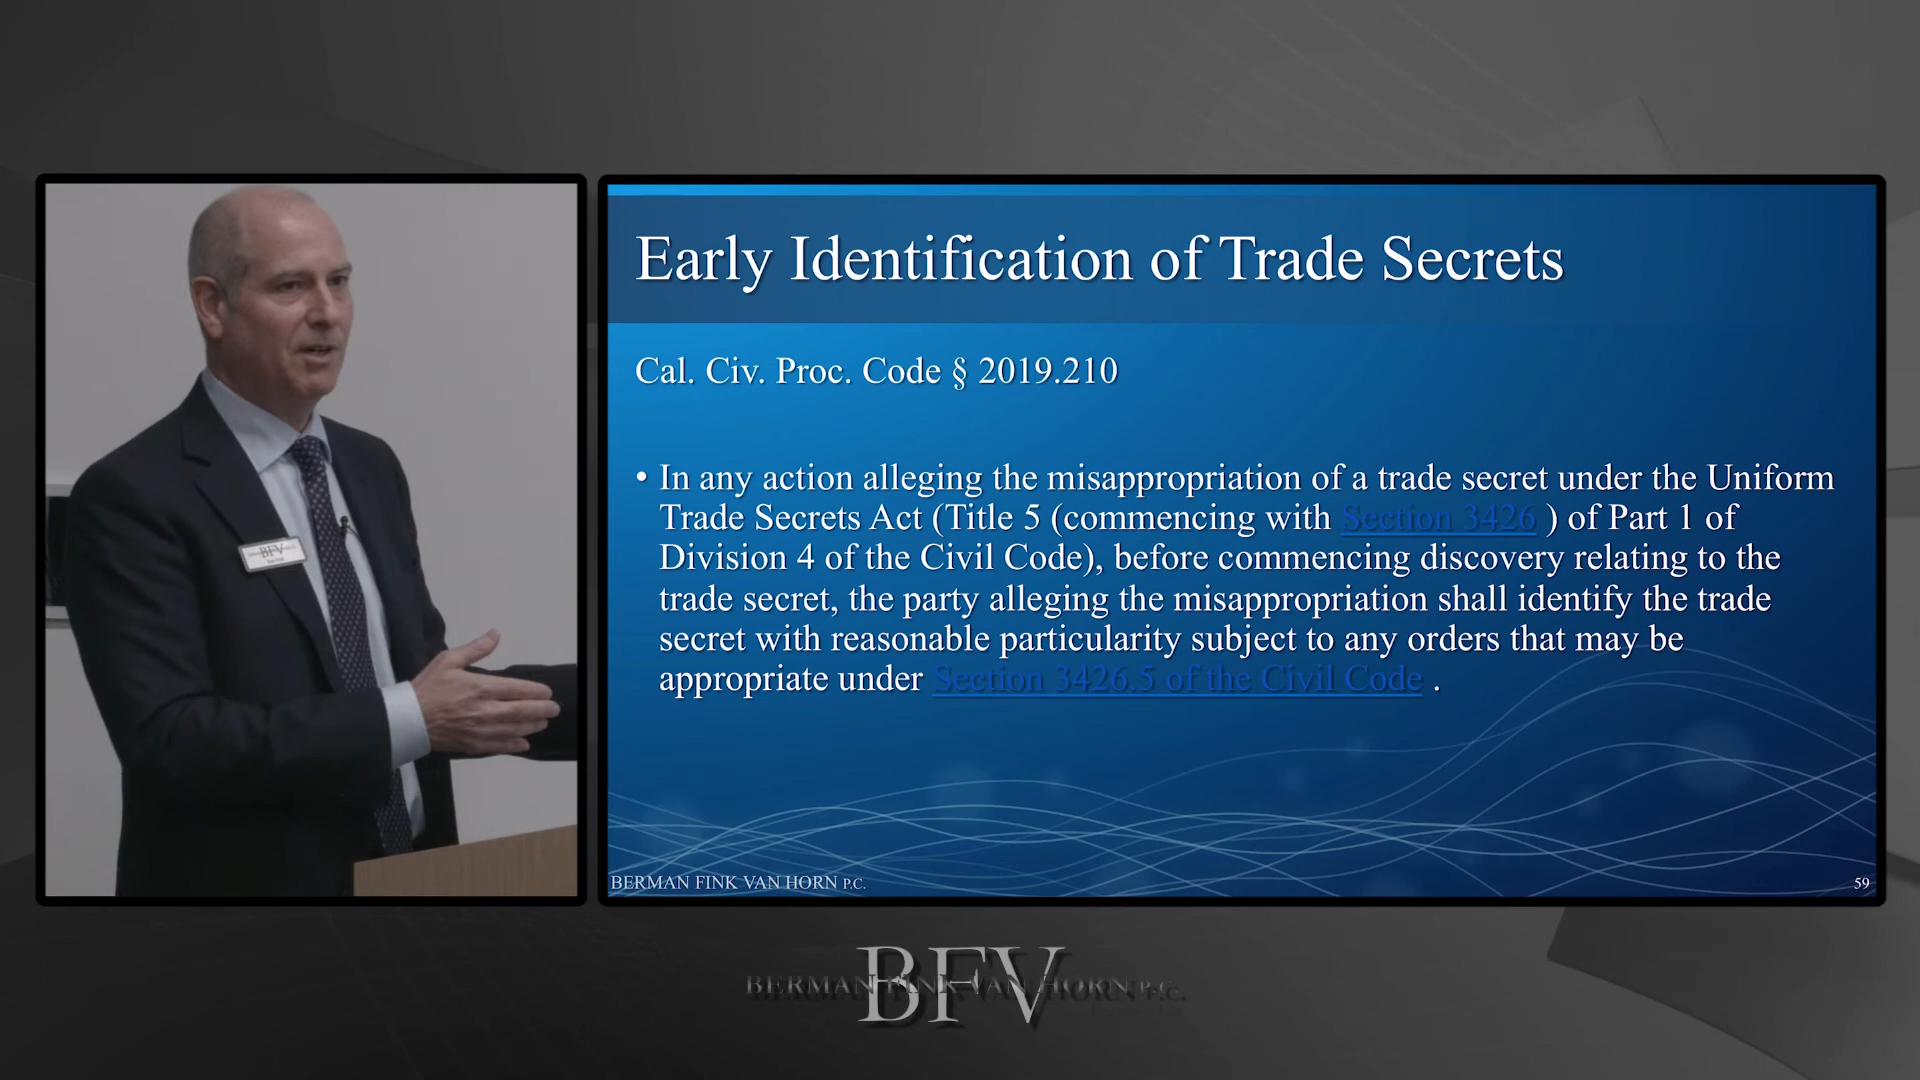 Early Identification of Trade Secrets
Cal. Civ. Proc. Code § 2019.210
• In any action alleging the misappropriation of a trade secret under the Uniform
Trade Secrets Act (Title 5 (commencing with Section 3426 ) of Part 1 of
Division 4 of the Civil Code), before commencing discovery relating to the
trade secret, the party alleging the misappropriation shall identify the trade
secret with reasonable particularity subject to any orders that may be
appropriate under Section 3426.5 of the Civil Code .
BERMAN FINK VAN HORN P.C.
59
BFV
BFV
BERMAN FINK VAN HORN P.C.